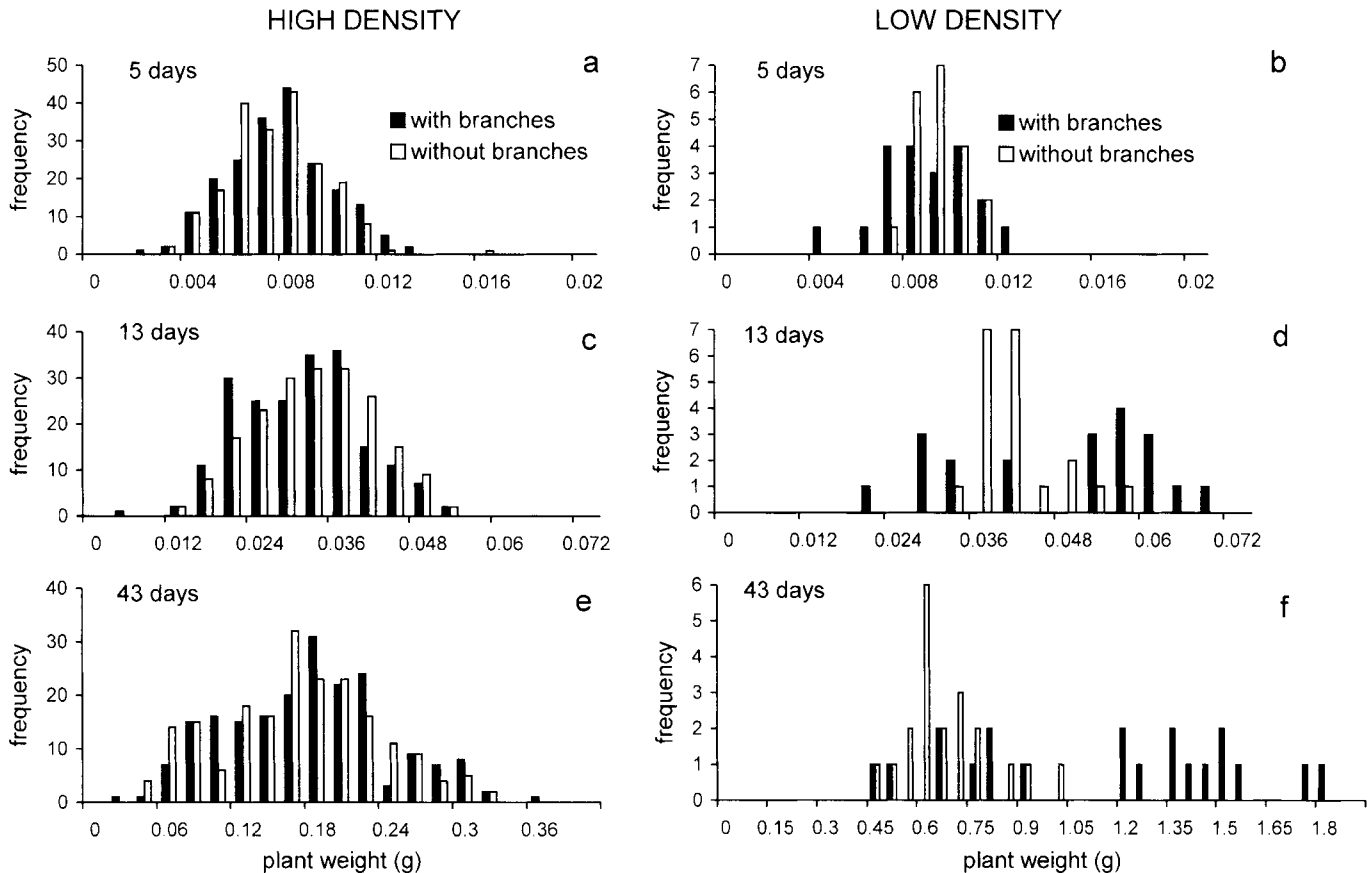 HIGH DENSITY
LOW DENSITY
5 days
a
50
40
30
20
10
0
frequency
with branches
without branches
0 0.004 0.008 0.012 0.016 0.02
5 days
b
7
6
5
4
3
2
1
0
frequency
with branches
without branches
0 0.004 0.008 0.012 0.016 0.02
13 days
c
40
30
20
10
0
frequency
0 0.012 0.024 0.036 0.048 0.06 0.072
13 days
d
7
6
5
4
3
2
1
0
frequency
0 0.012 0.024 0.036 0.048 0.06 0.072
43 days
e
40
30
20
10
0
frequency
0 0.06 0.12 0.18 0.24 0.3 0.36
plant weight (g)
43 days
f
6
5
4
3
2
1
0
frequency
0 0.15 0.3 0.45 0.6 0.75 0.9 1.05 1.2 1.35 1.5 1.65 1.8
plant weight (g)